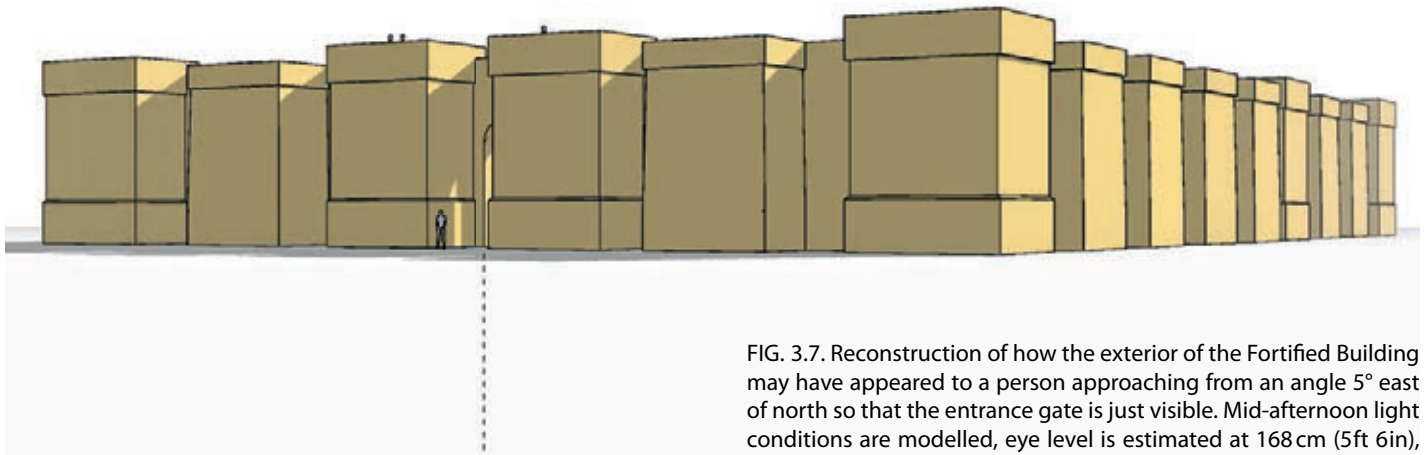 FIG. 3.7. Reconstruction of how the exterior of the Fortified Building
may have appeared to a person approaching from an angle 5° east
of north so that the entrance gate is just visible. Mid-afternoon light
conditions are modelled, eye level is estimated at 168 cm (5ft 6in),